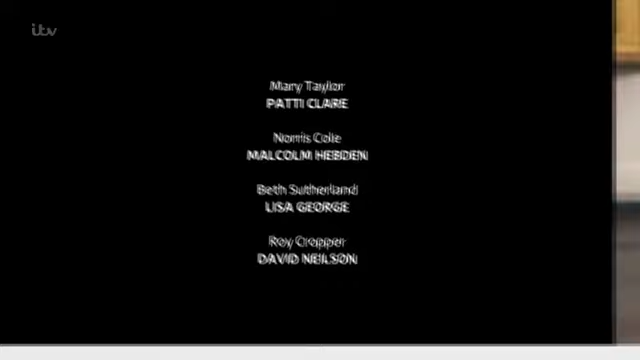 itv
Mary Taylor
PATTI CLARE
Norris Cole
MALCOLM HEBDEN
Beth Sutherland
LISA GEORGE
Roy Cropper
DAVID NEILSON